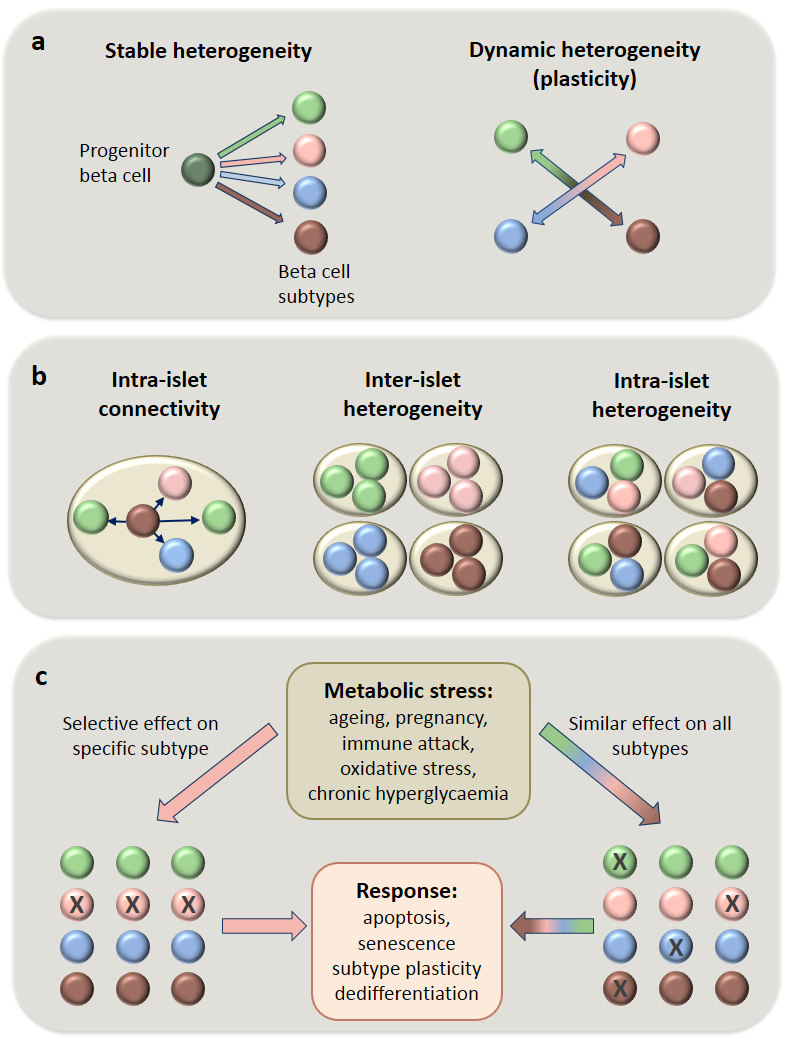 a
Stable heterogeneity
Dynamic heterogeneity
(plasticity)
Progenitor
beta cell
Beta cell
subtypes
b
Intra-islet
connectivity
Inter-islet
heterogeneity
Intra-islet
heterogeneity
c
Metabolic stress:
ageing, pregnancy,
immune attack,
oxidative stress,
chronic hyperglycaemia
Selective effect on
specific subtype
Similar effect on all
subtypes
X
X X X
X
X
X
Response:
apoptosis,
senescence
subtype plasticity
dedifferentiation